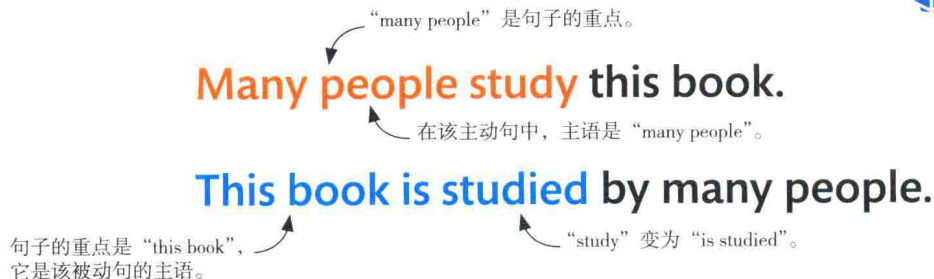 “many people”是句子的重点。
Many people study this book.
在该主动句中，主语是“many people”。
This book is studied by many people.
句子的重点是“this book”，
它是该被动句的主语。
“study”变为“is studied”。